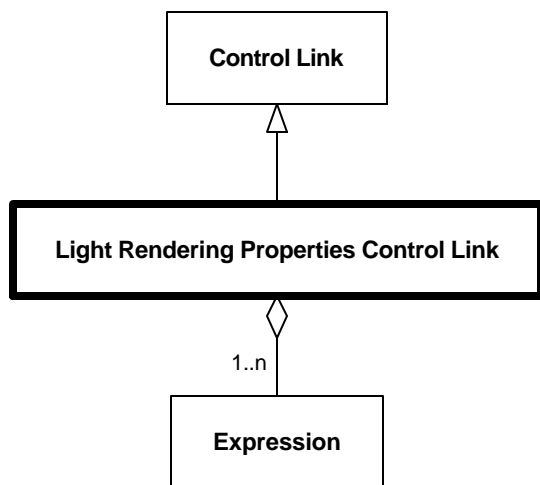 Control Link
Light Rendering Properties Control Link
1..n
Expression